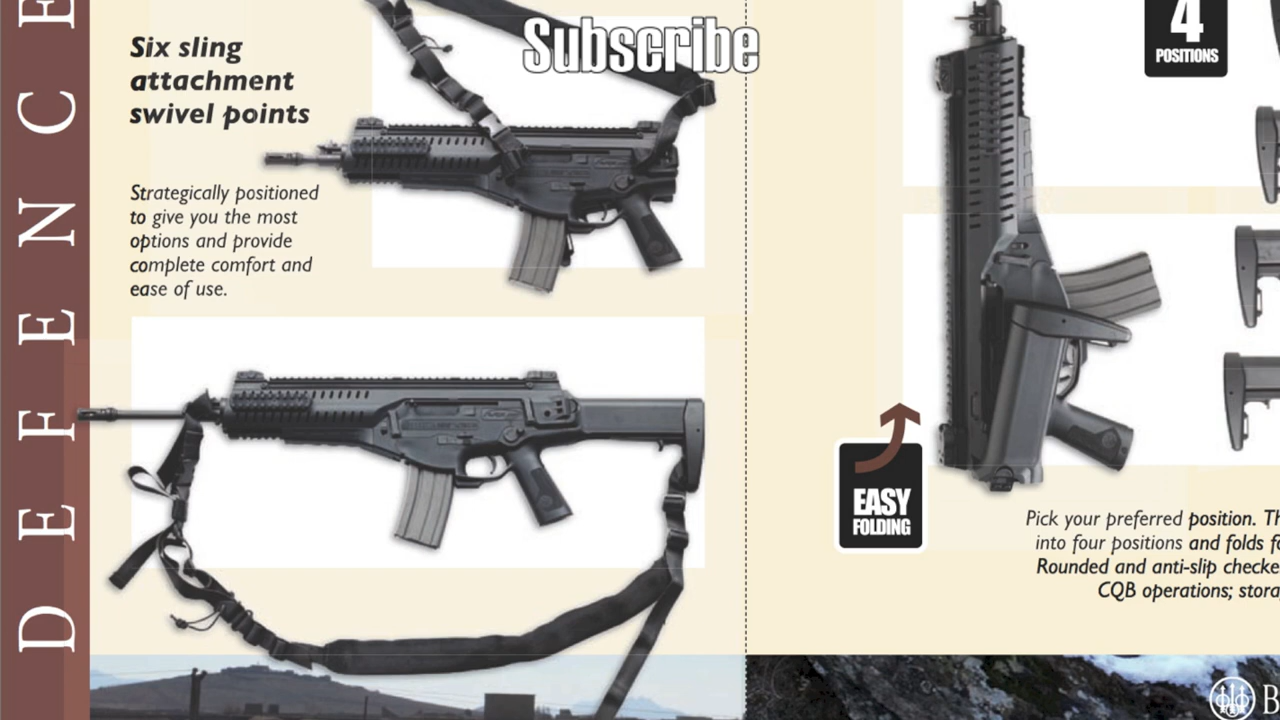 DEFENCE
Subscribe
Six sling
attachment
swivel points
Strategically positioned
to give you the most
options and provide
complete comfort and
ease of use.
4
POSITIONS
EASY
FOLDING
Pick your preferred position.
into four positions and folds
Rounded and anti-slip
CQB operations;
B